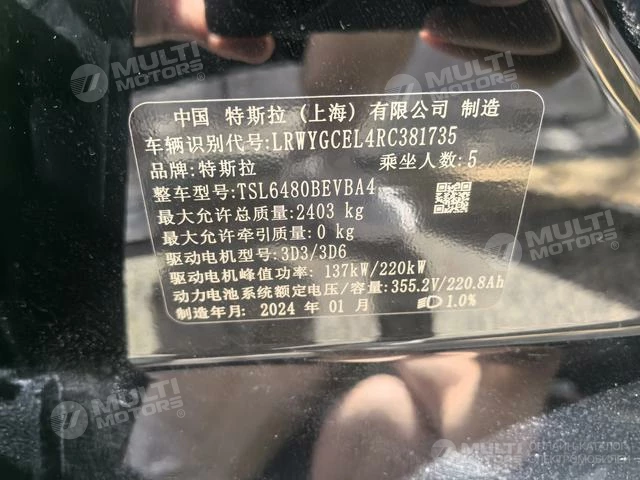 MULTI MOTORS
MULTI MOTORS
中国 特斯拉(上海)有限公司 制造
车辆识别代号:LRWYGCEL4RC381735
品牌:特斯拉 乘坐人数:5
整车型号:TSL6480BEVBA4
最大允许总质量:2403 kg
最大允许牵引质量:0 kg
驱动电机型号:3D3/3D6
驱动电机峰值功率: 137kW/220kW
动力电池系统额定电压/容量:355.2V/220.8Ah
制造年月: 2024 年 01 月 1.0%
MULTI MOTORS
MULTI MOTORS
MULTI MOTORS
MULTI
ЭЛЕКТРОМОБИЛЕЙ